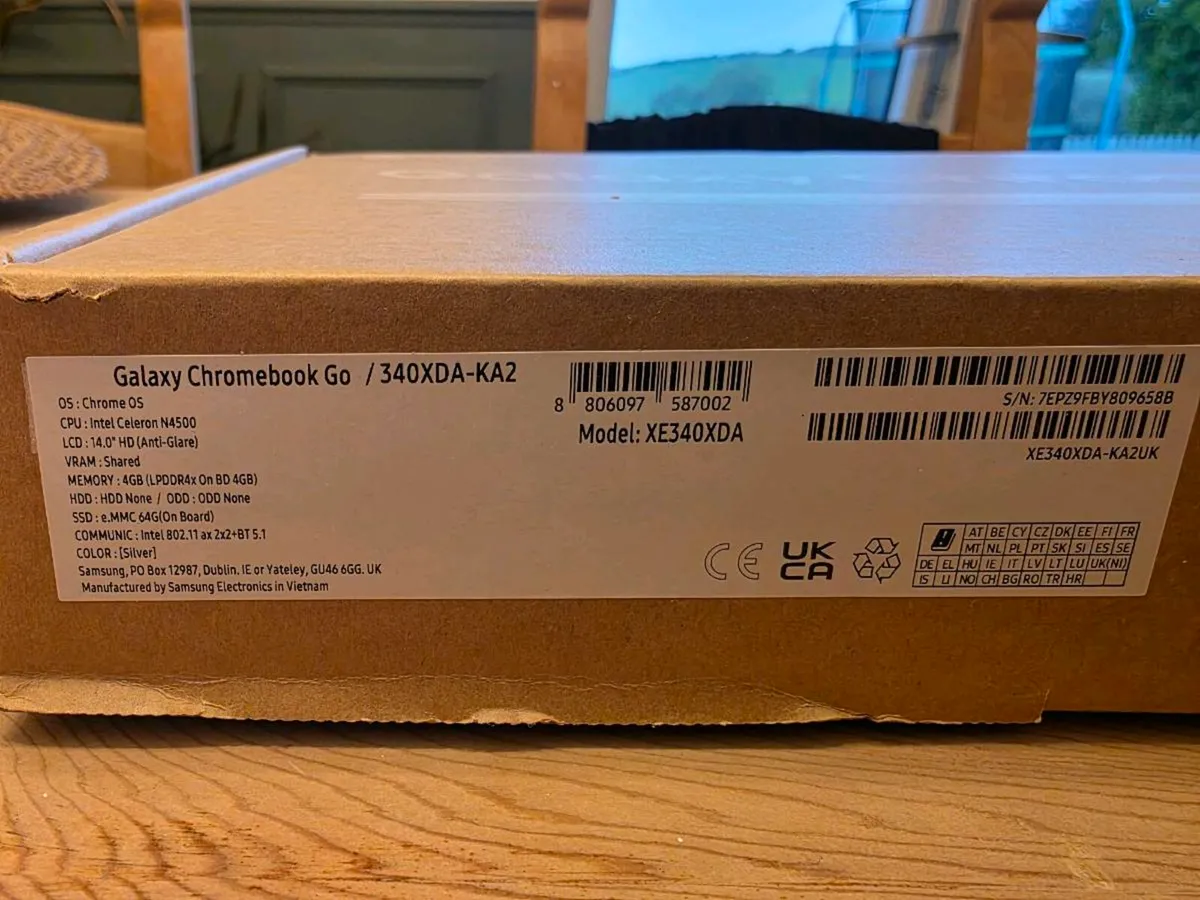 Galaxy Chromebook Go / 340XDA-KA2
OS : Chrome OS
CPU : Intel Celeron N4500
LCD : 14.0" HD (Anti-Glare)
VRAM : Shared
MEMORY : 4GB (LPDDR4x On BD 4GB)
HDD : HDD None / ODD : ODD None
SSD : e.MMC 64G(On Board)
COMMUNIC : Intel 802.11 ax 2x2+BT 5.1
COLOR : [Silver]
Samsung, PO Box 12987, Dublin. IE or Yateley, GU46 6GG. UK
Manufactured by Samsung Electronics in Vietnam
8 806097 587002
Model: XE340XDA
S/N: 7EPZ9FBY809658B
XE340XDA-KA2UK
CE
UK
CA
AT BE CY CZ DK EE FI FR
MT NL PL PT SK SI ES SE
DE EL HU IE IT LV LT LU UK(NI)
IS LI NO CH BG RO TR HR